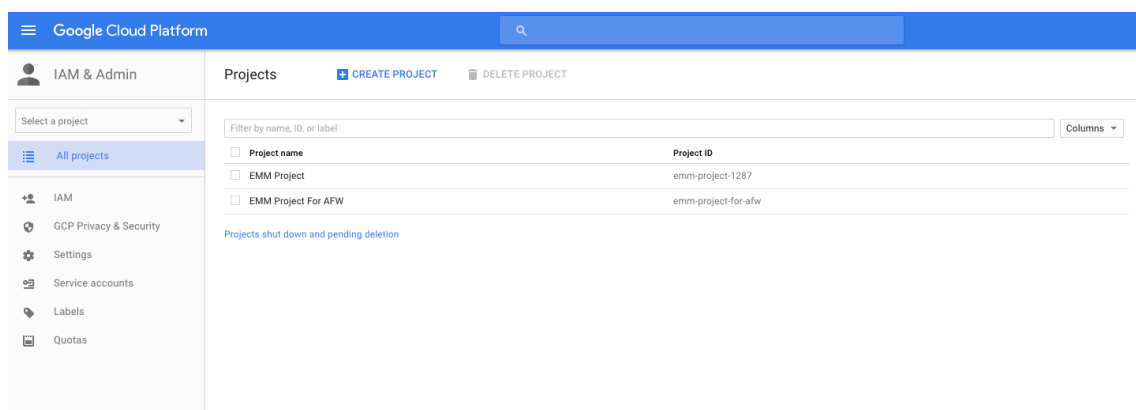 Google Cloud Platform
IAM & Admin
Projects CREATE PROJECT DELETE PROJECT
Select a project
Filter by name, ID, or label Columns
All projects
Project name Project ID
EMM Project emm-project-1287
IAM
EMM Project For AFW emm-project-for-afw
GCP Privacy & Security
Projects shut down and pending deletion
Settings
Service accounts
Labels
Quotas